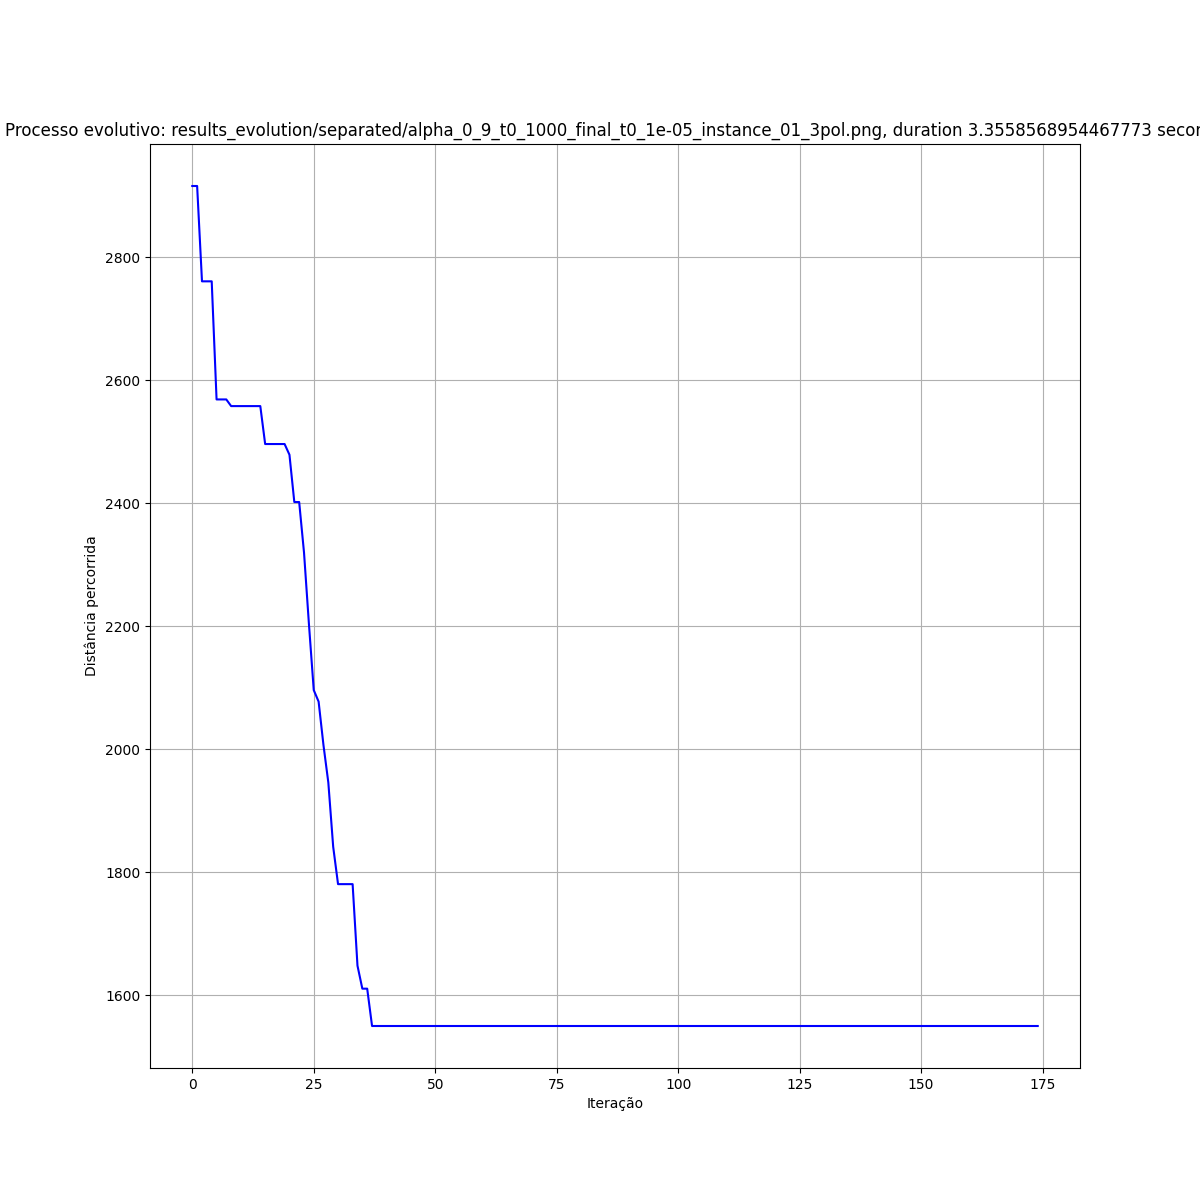 Processo evolutivo: results_evolution/separated/alpha_0_9_t0_1000_final_t0_1e-05_instance_01_3pol.png, duration 3.3558568954467773 secon
2800
2600
2400
2200
2000
1800
1600
Distância percorrida
0 25 50 75 100 125 150 175
Iteração